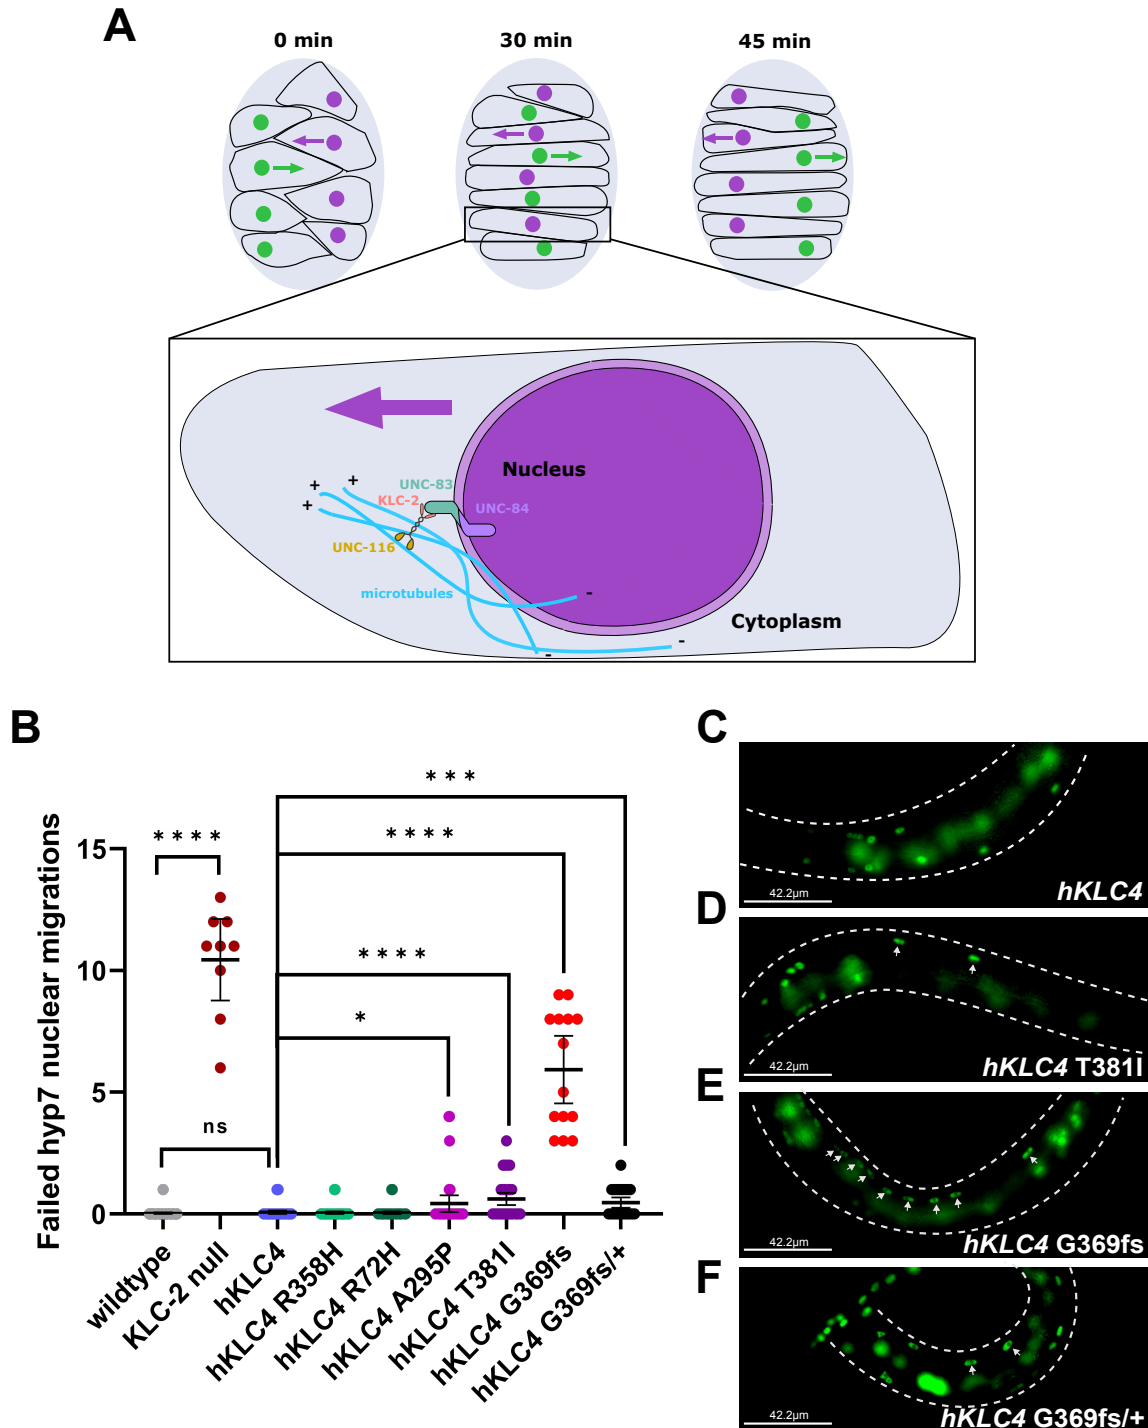 A
0 min
30 min
45 min
Nucleus
UNC-83
KLC-2
UNC-84
UNC-116
microtubules
Cytoplasm
+
+
+
-
-
-
B
Failed hyp7 nuclear migrations
15
10
5
0
****
ns
***
****
****
*
wildtype
KLC-2 null
hKLC4
hKLC4 R358H
hKLC4 R72H
hKLC4 A295P
hKLC4 T381I
hKLC4 G369fs
hKLC4 G369fs/+
C
42.2µm
hKLC4
D
42.2µm
hKLC4 T381I
E
42.2µm
hKLC4 G369fs
F
42.2µm
hKLC4 G369fs/+